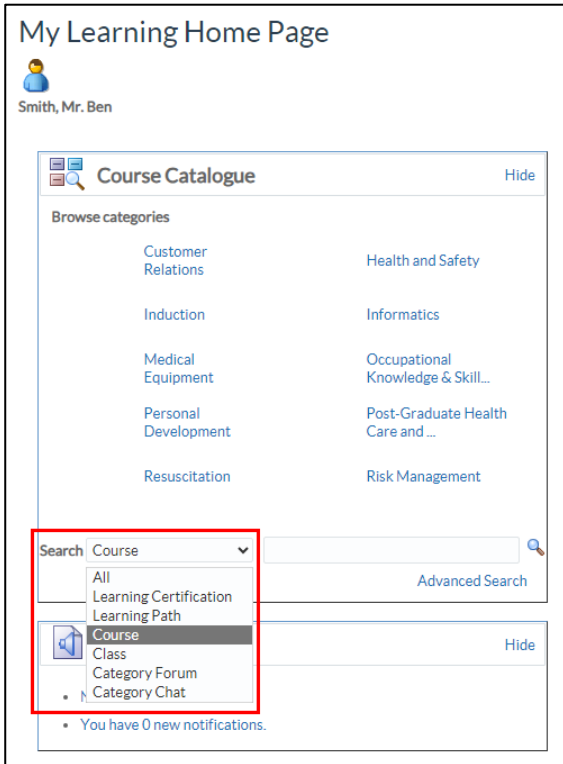 My Learning Home Page
Smith, Mr. Ben
Course Catalogue
Hide
Browse categories
Customer
Relations
Health and Safety
Induction
Informatics
Medical
Equipment
Occupational
Knowledge & Skill...
Personal
Development
Post-Graduate Health
Care and ...
Resuscitation
Risk Management
Search Course
All
Learning Certification
Learning Path
Course
Class
Category Forum
Category Chat
Advanced Search
Hide
You have 0 new notifications.